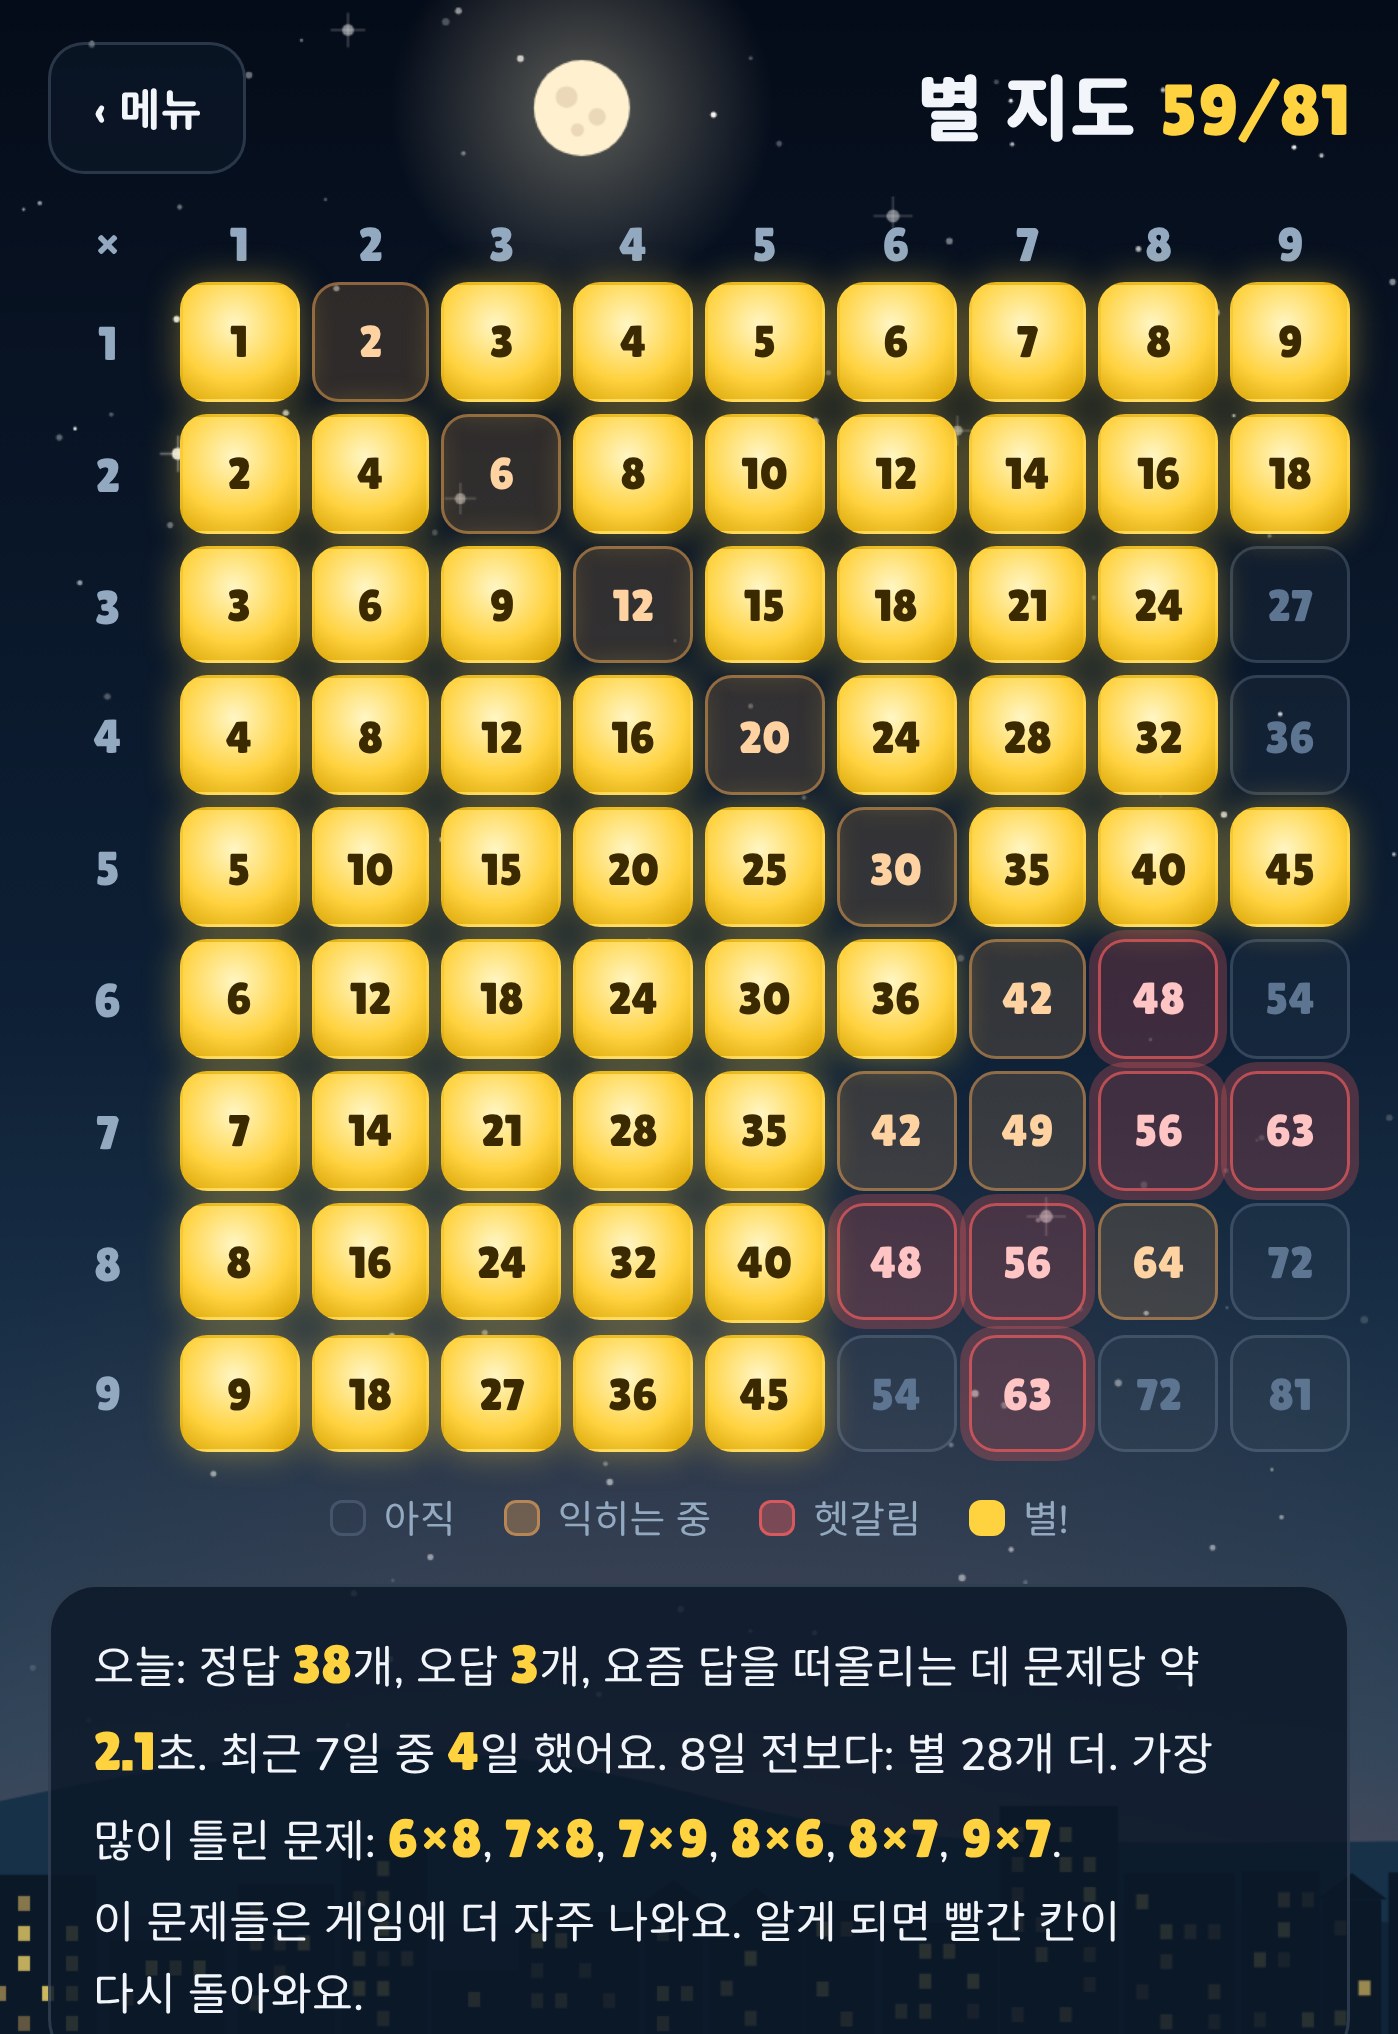 ‹ 메뉴
별 지도 59/81
× 1 2 3 4 5 6 7 8 9
1 1 2 3 4 5 6 7 8 9
2 2 4 6 8 10 12 14 16 18
3 3 6 9 12 15 18 21 24 27
4 4 8 12 16 20 24 28 32 36
5 5 10 15 20 25 30 35 40 45
6 6 12 18 24 30 36 42 48 54
7 7 14 21 28 35 42 49 56 63
8 8 16 24 32 40 48 56 64 72
9 9 18 27 36 45 54 63 72 81
아직 익히는 중 헷갈림 별!
오늘: 정답 38개, 오답 3개, 요즘 답을 떠올리는 데 문제당 약
2.1초. 최근 7일 중 4일 했어요. 8일 전보다: 별 28개 더. 가장
많이 틀린 문제: 6×8, 7×8, 7×9, 8×6, 8×7, 9×7.
이 문제들은 게임에 더 자주 나와요. 알게 되면 빨간 칸이
다시 돌아와요.